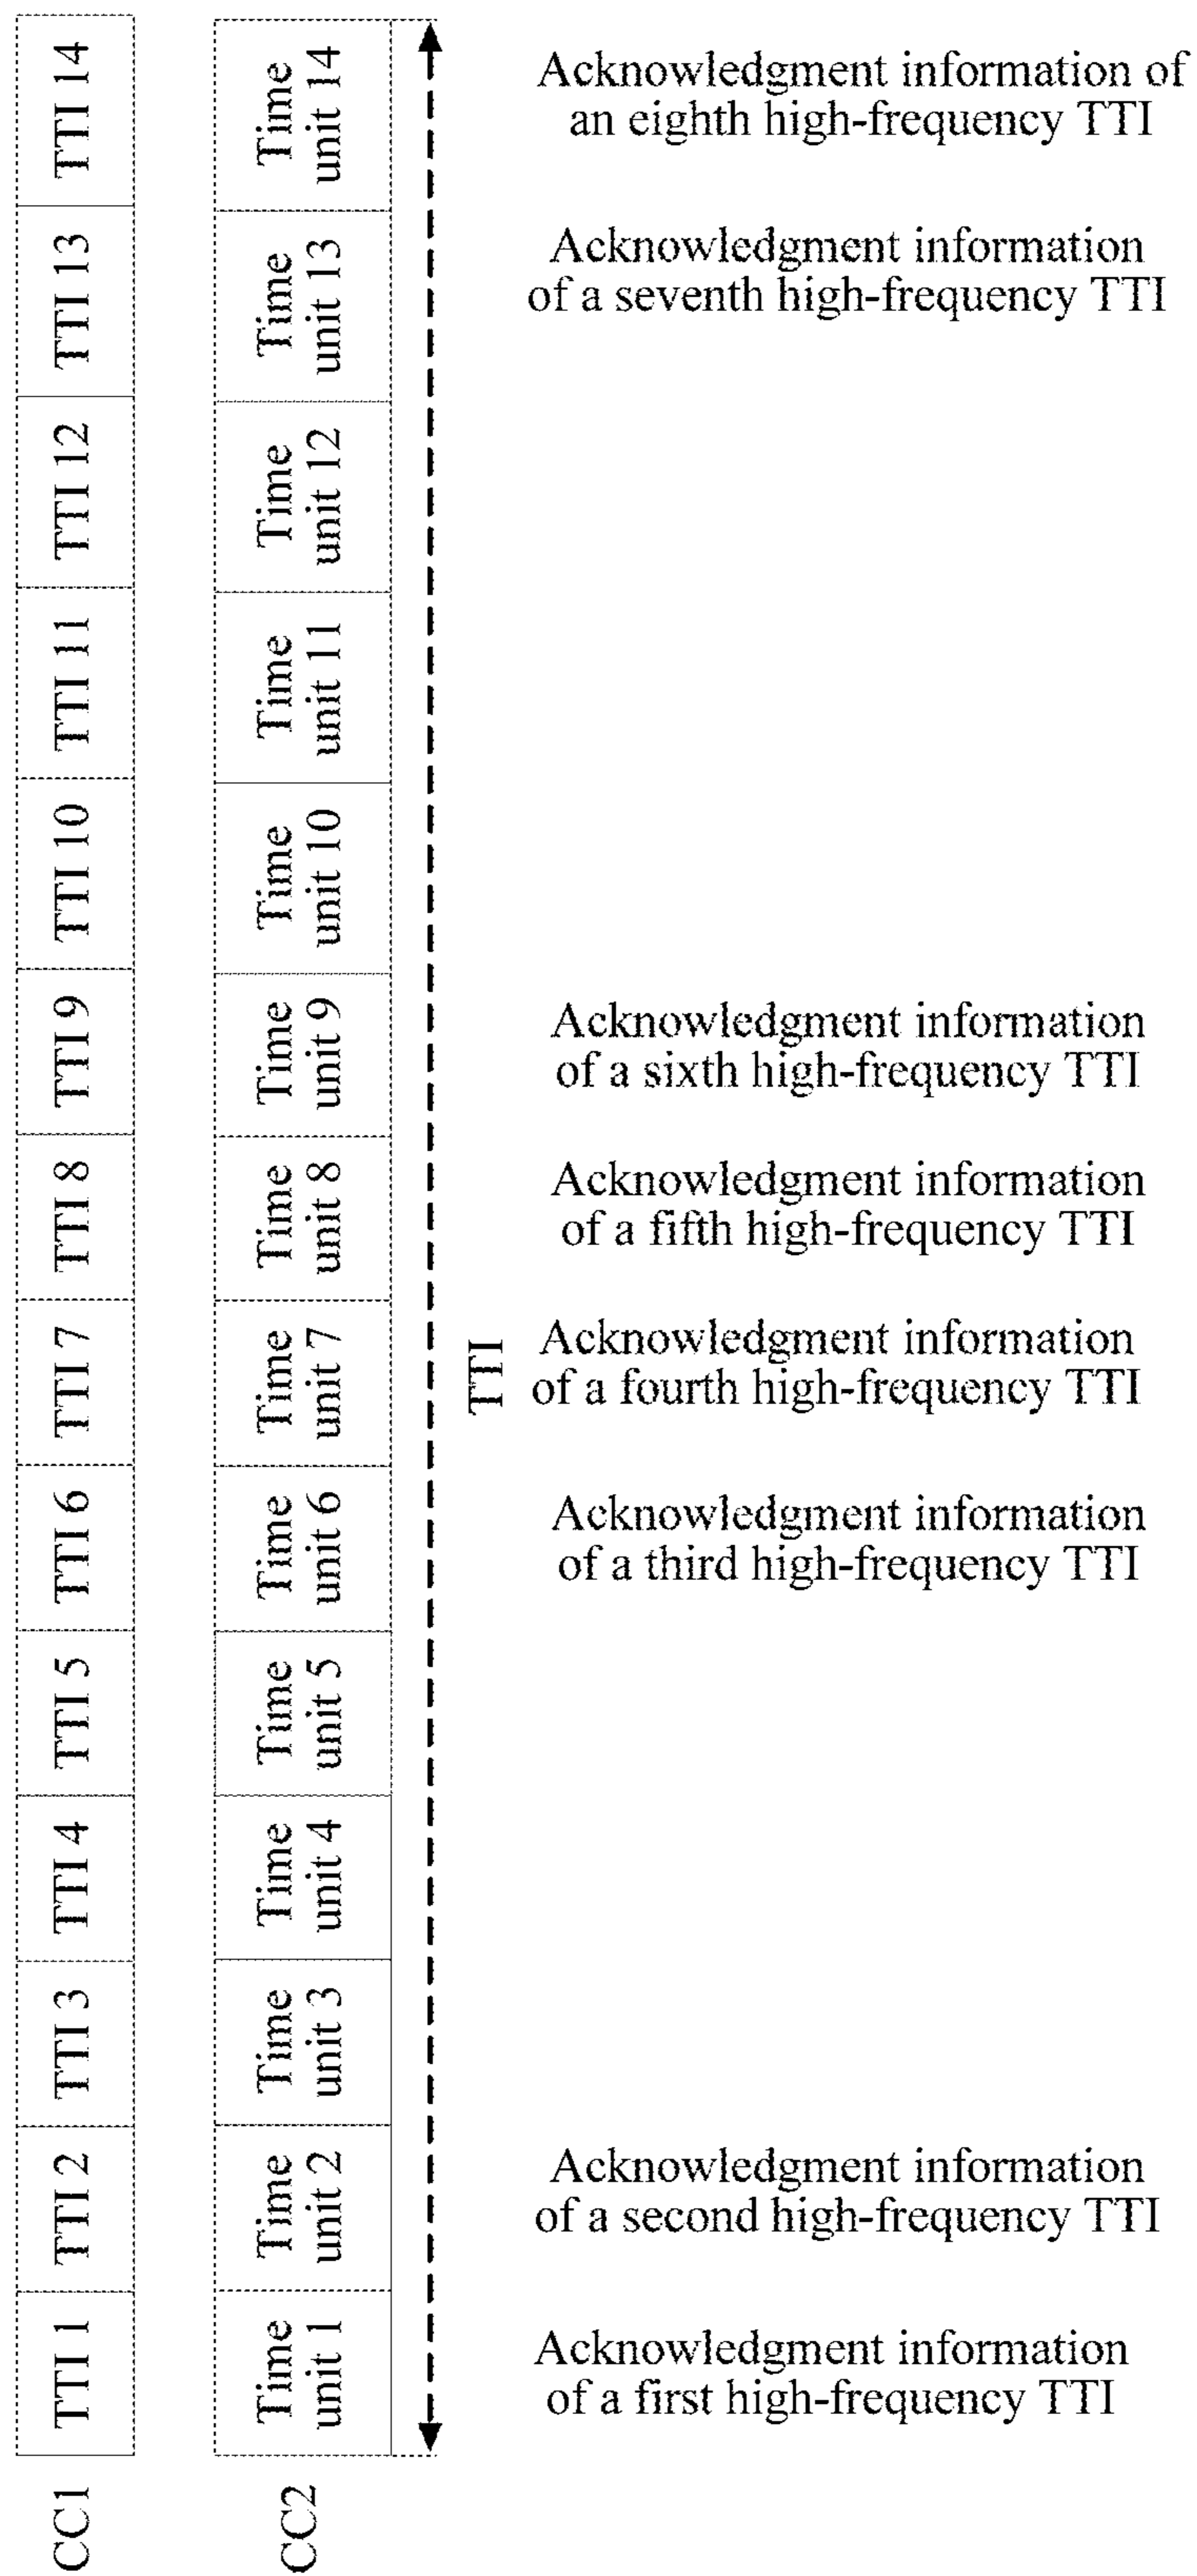 CC1
TTI 1
TTI 2
TTI 3
TTI 4
TTI 5
TTI 6
TTI 7
TTI 8
TTI 9
TTI 10
TTI 11
TTI 12
TTI 13
TTI 14
CC2
Time
unit 1
Time
unit 2
Time
unit 3
Time
unit 4
Time
unit 5
Time
unit 6
Time
unit 7
Time
unit 8
Time
unit 9
Time
unit 10
Time
unit 11
Time
unit 12
Time
unit 13
Time
unit 14
TTI
Acknowledgment information of
an eighth high-frequency TTI
Acknowledgment information
of a seventh high-frequency TTI
Acknowledgment information
of a sixth high-frequency TTI
Acknowledgment information
of a fifth high-frequency TTI
Acknowledgment information
of a fourth high-frequency TTI
Acknowledgment information
of a third high-frequency TTI
Acknowledgment information
of a second high-frequency TTI
Acknowledgment information
of a first high-frequency TTI